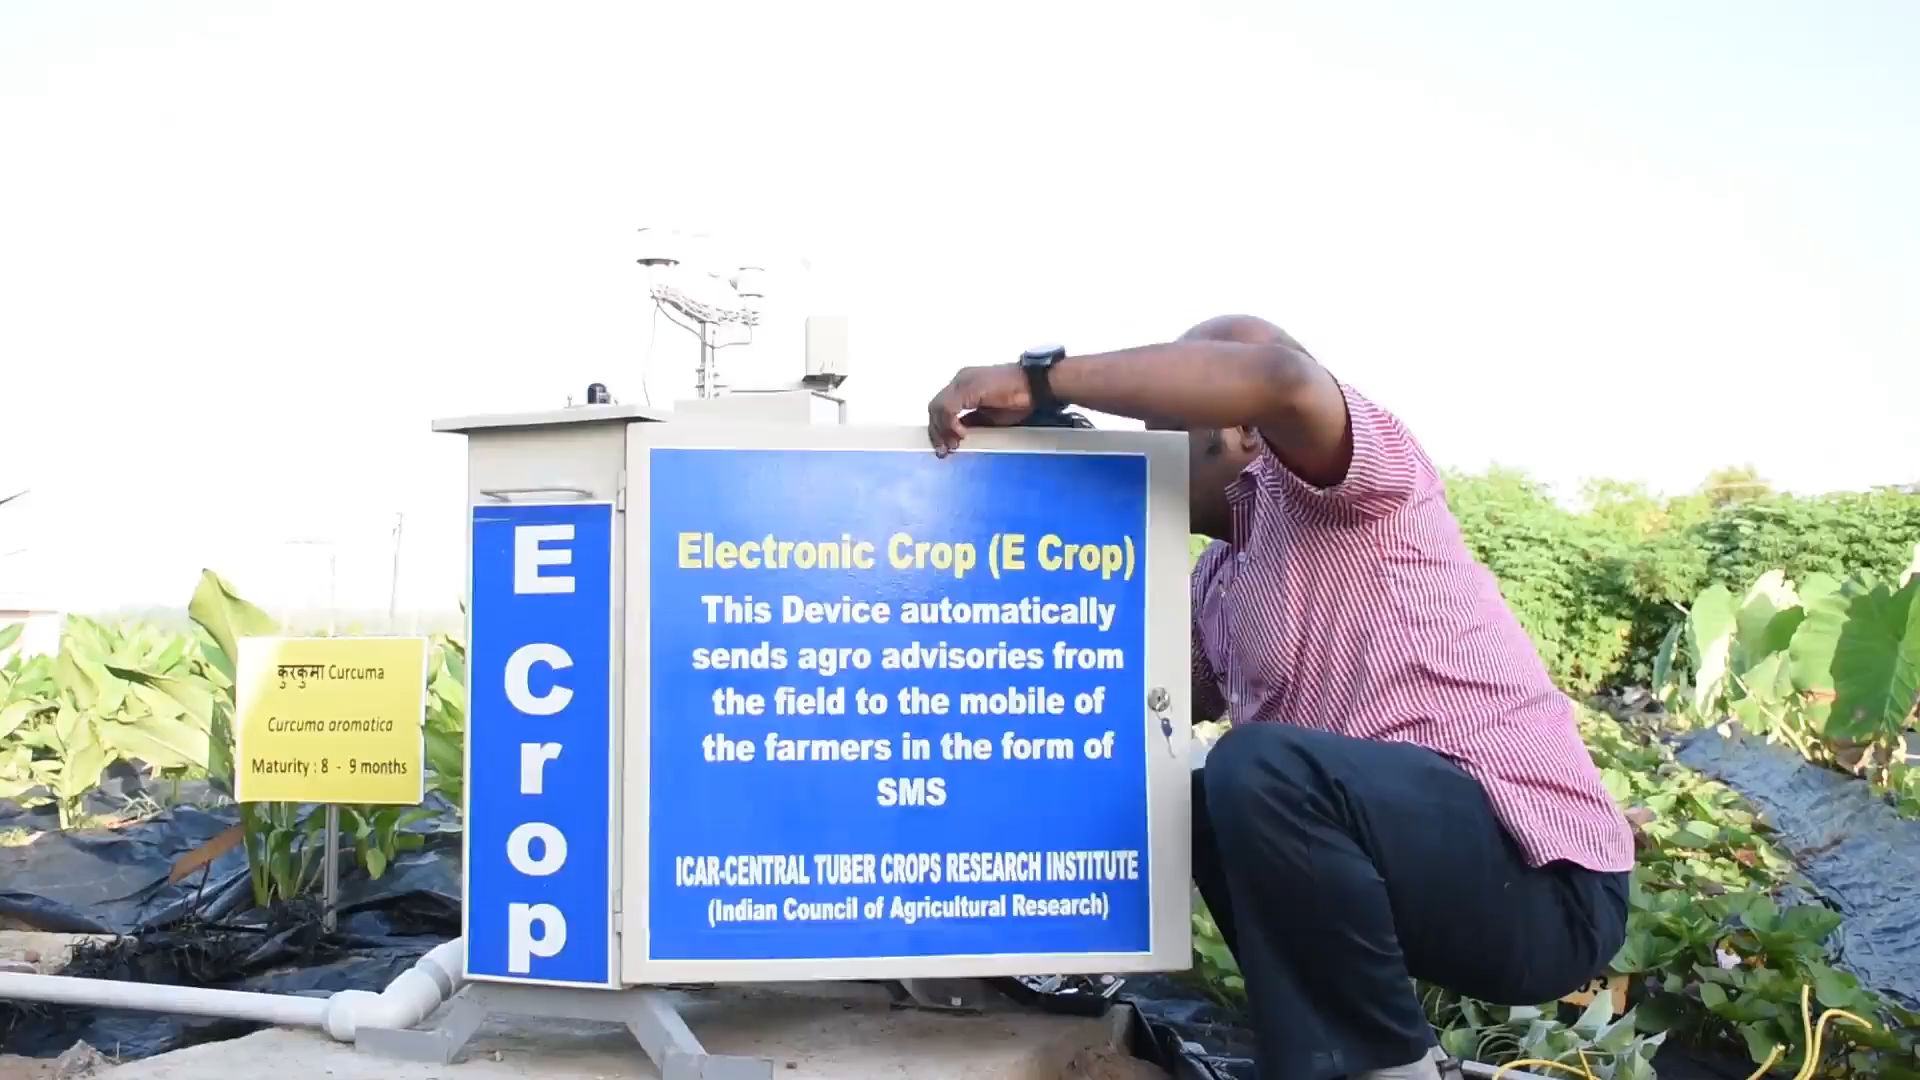 कुरकुमा Curcuma
Curcuma aromatica
Maturity : 8 - 9 months
E Crop
Electronic Crop (E Crop)
This Device automatically
sends agro advisories from
the field to the mobile of
the farmers in the form of
SMS
ICAR-CENTRAL TUBER CROPS RESEARCH INSTITUTE
(Indian Council of Agricultural Research)